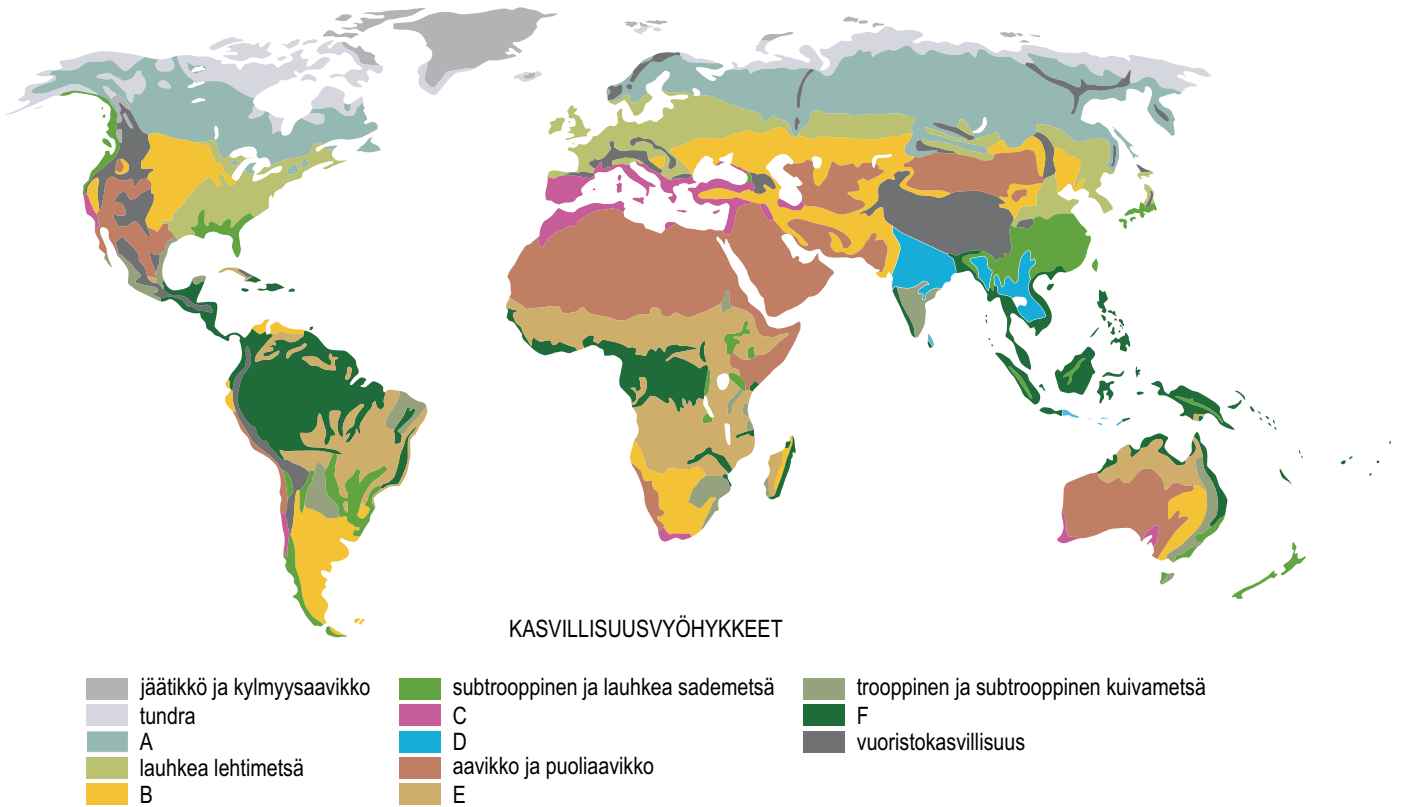 KASVILLISUUSVYÖHYKKEET
jäätikkö ja kylmyysaavikko
tundra
A
lauhkea lehtimetsä
B
subtrooppinen ja lauhkea sademetsä
C
D
aavikko ja puoliaavikko
E
trooppinen ja subtrooppinen kuivametsä
F
vuoristokasvillisuus